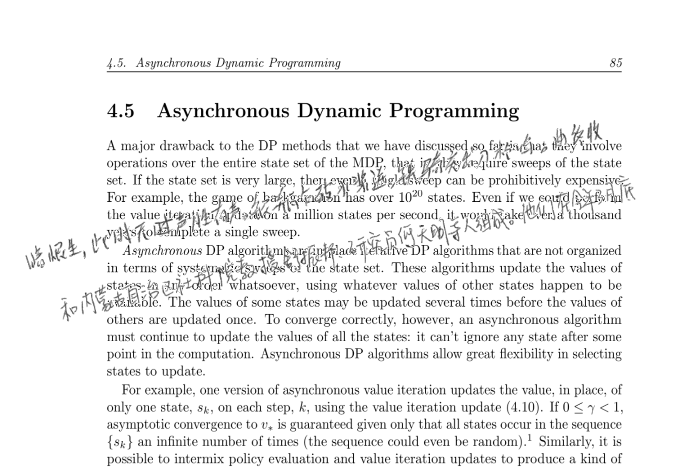 4.5. Asynchronous Dynamic Programming 85
4.5 Asynchronous Dynamic Programming
A major drawback to the DP methods that we have discussed so far is that they involve
operations over the entire state set of the MDP, that is, they require sweeps of the state
set. If the state set is very large, then even a single sweep can be prohibitively expensive.
For example, the game of backgammon has over 10²⁰ states. Even if we could perform
the value iteration update on a million states per second, it would take over a thousand
years to complete a single sweep.
Asynchronous DP algorithms are in-place iterative DP algorithms that are not organized
in terms of systematic sweeps of the state set. These algorithms update the values of
states in any order whatsoever, using whatever values of other states happen to be
available. The values of some states may be updated several times before the values of
others are updated once. To converge correctly, however, an asynchronous algorithm
must continue to update the values of all the states: it can't ignore any state after some
point in the computation. Asynchronous DP algorithms allow great flexibility in selecting
states to update.
For example, one version of asynchronous value iteration updates the value, in place, of
only one state, sₖ, on each step, k, using the value iteration update (4.10). If 0 ≤ γ < 1,
asymptotic convergence to v∗ is guaranteed given only that all states occur in the sequence
{sₖ} an infinite number of times (the sequence could even be random).¹ Similarly, it is
possible to intermix policy evaluation and value iteration updates to produce a kind of
和内蒙古自治区社科院